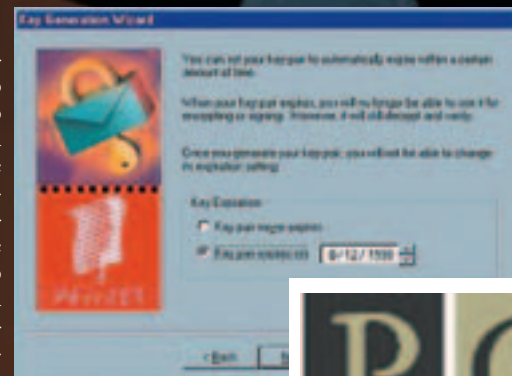 Key Generation Wizard
You can set your key pair to automatically expire within a certain
amount of time.
When your key pair expires, you will no longer be able to use it for
encrypting or signing. However, it will still decrypt and verify.
Once you generate your key pair, you will not be able to change
its expiration setting.
Key Expiration
Key pair never expires
Key pair expires on
< Back
P